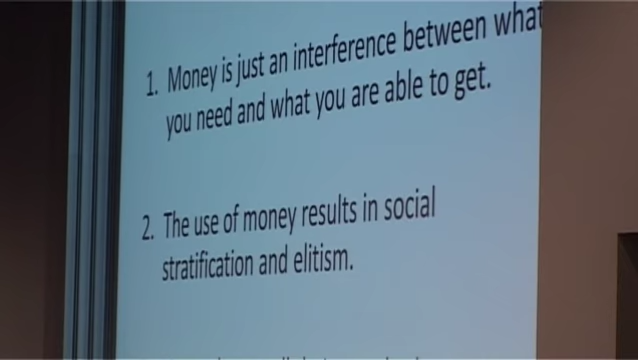 1. Money is just an interference between what
you need and what you are able to get.
2. The use of money results in social
stratification and elitism.